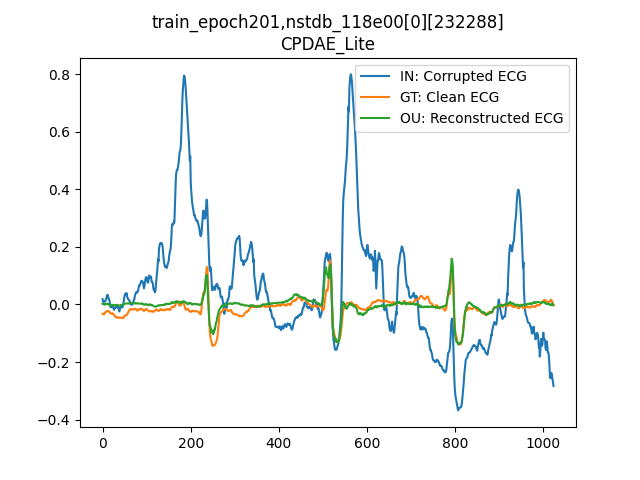 train_epoch201,nstdb_118e00[0][232288]
CPDAE_Lite
IN: Corrupted ECG
GT: Clean ECG
OU: Reconstructed ECG
0.8
0.6
0.4
0.2
0.0
−0.2
−0.4
0 200 400 600 800 1000